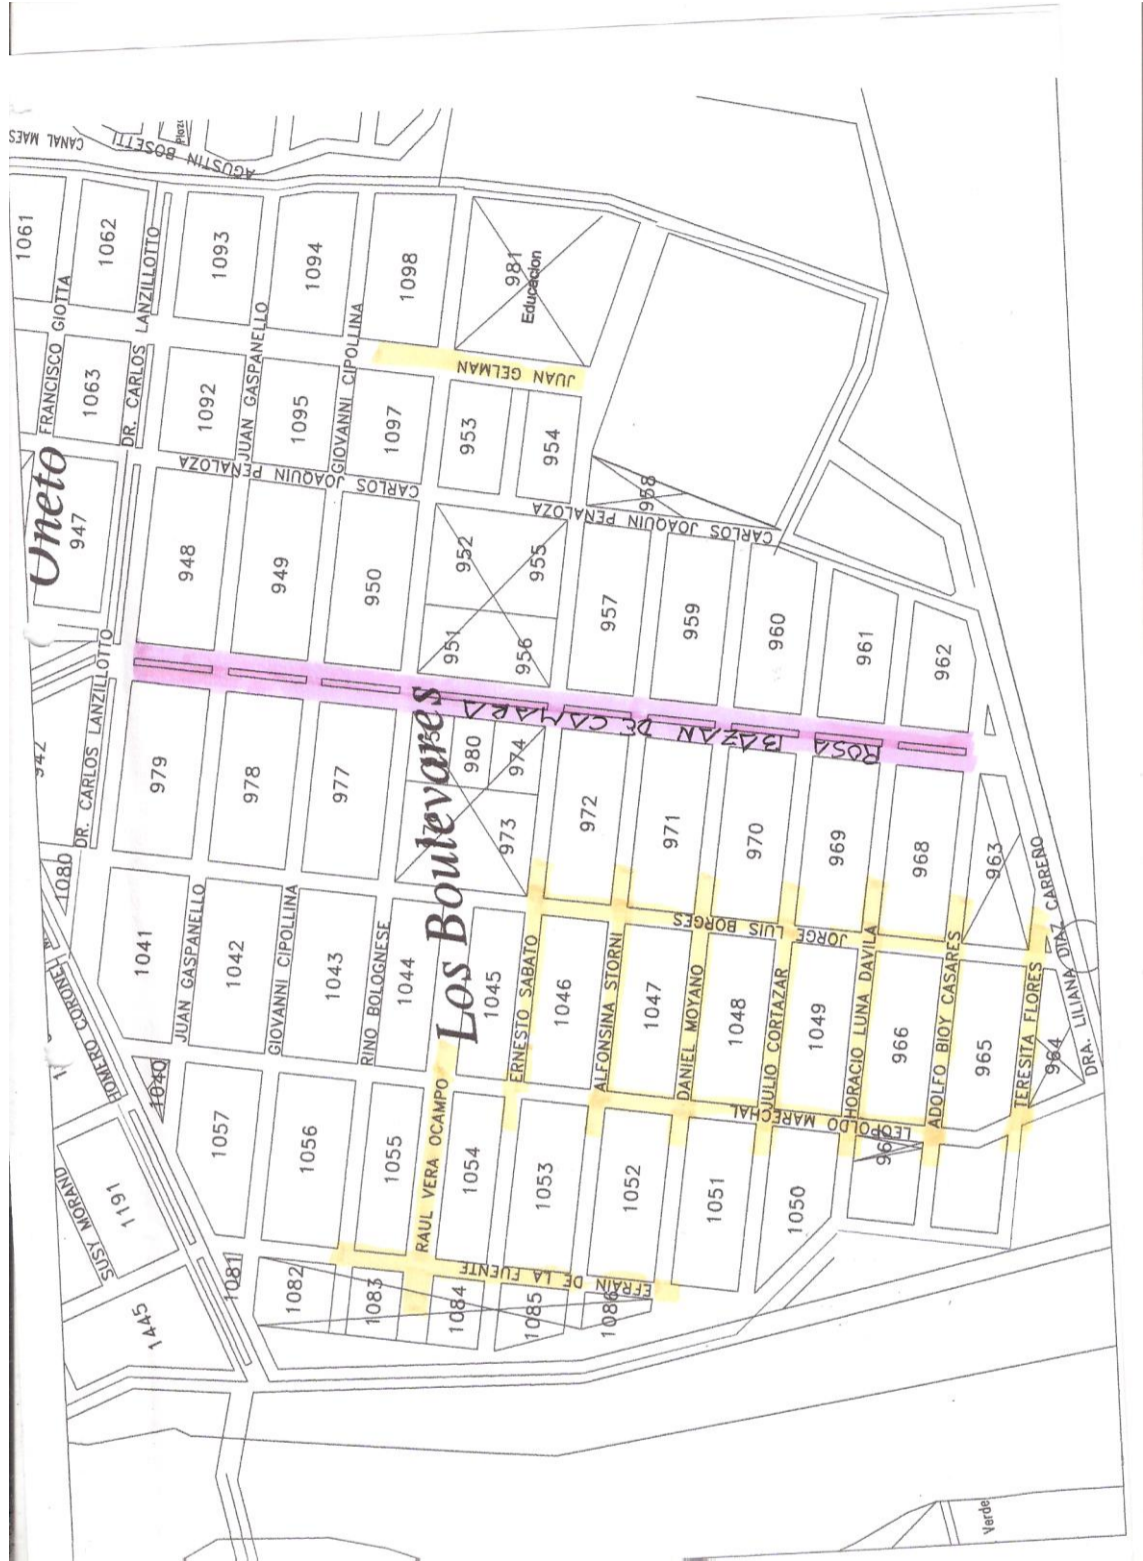 CANAL MAES
AGUSTIN BOSETTI
Plaz
1061
FRANCISCO GIOTTA
1062
DR. CARLOS LANZILLOTTO
1093
1094
1098
981
Educacion
1063
1092
JUAN GASPANELLO
1095
GIOVANNI CIPOLLINA
1097
JUAN GELMAN
953
954
958
Uneto
947
CARLOS JOAQUIN PEÑALOZA
CARLOS JOAQUIN PEÑALOZA
CARLOS JOAQUIN PEÑALOZA
948
949
950
952
955
951
956
957
959
960
961
962
DR. CARLOS LANZILLOTTO
942
ROSA BAZAN DE CAMARA
979
978
977
980
974
973
972
971
970
969
968
963
Los Boulevares
1080
1041
JUAN GASPANELLO
1042
GIOVANNI CIPOLLINA
1043
RINO BOLOGNESE
1044
1045
ERNESTO SABATO
1046
ALFONSINA STORNI
1047
DANIEL MOYANO
1048
JULIO CORTAZAR
1049
HORACIO LUNA DAVILA
966
ADOLFO BIOY CASARES
965
TERESITA FLORES
964
DRA. LILIANA DIAZ CARREÑO
JORGE LUIS BORGES
LEOPOLDO MARECHAL
HOMERO CORONEL
1040
1057
1056
1055
RAUL VERA OCAMPO
1054
1053
1052
1051
1050
SUSY MORAND
1191
1445
1081
1082
1083
1084
1085
1086
EFRAIN DE LA FUENTE
Verde